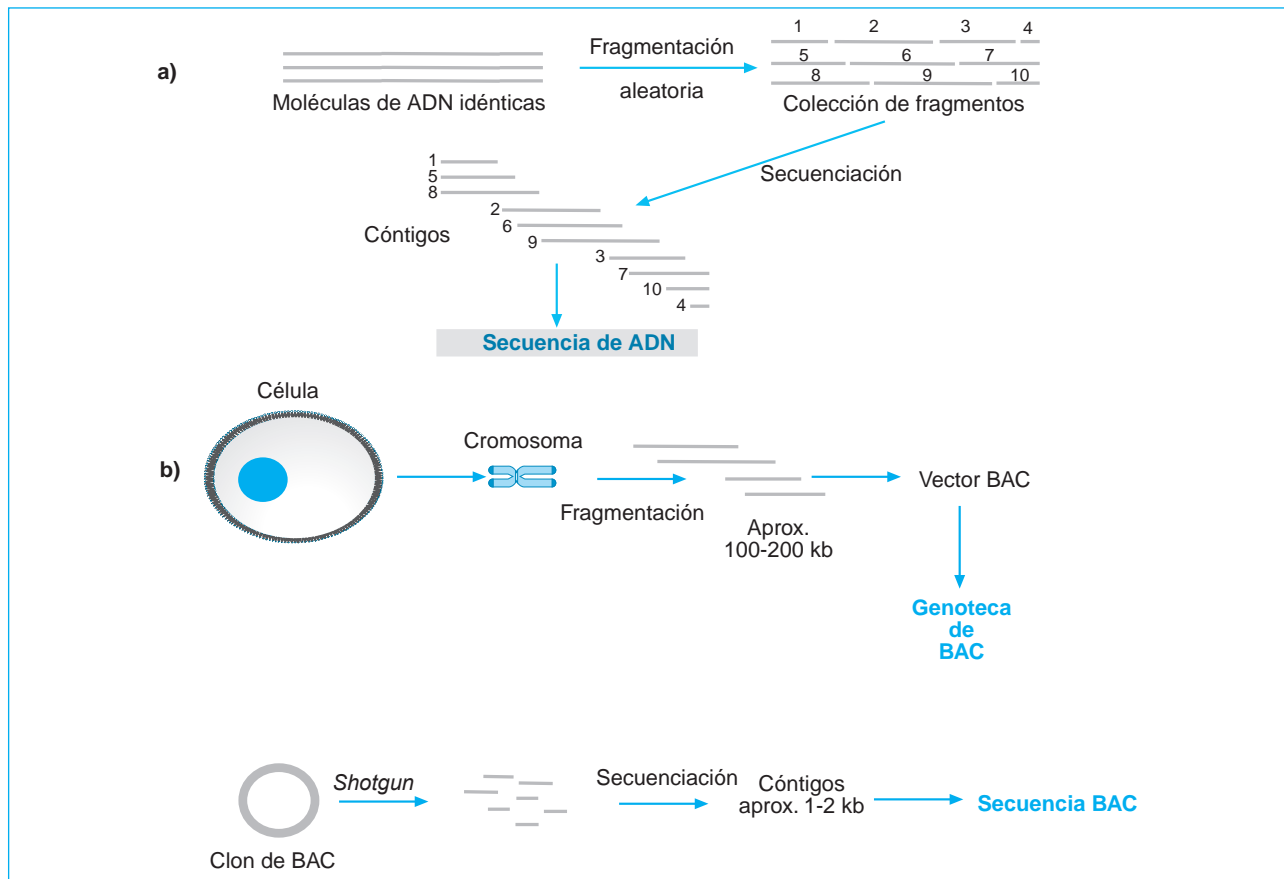 a)
Moléculas de ADN idénticas
Fragmentación
aleatoria
1 2 3 4
5 6 7
8 9 10
Colección de fragmentos
Secuenciación
1
5
8
2
6
9
3
7
10
4
Cóntigos
Secuencia de ADN
b)
Célula
Cromosoma
Fragmentación
Aprox.
100-200 kb
Vector BAC
Genoteca
de
BAC
Clon de BAC
Shotgun
Secuenciación
Cóntigos
aprox. 1-2 kb
Secuencia BAC